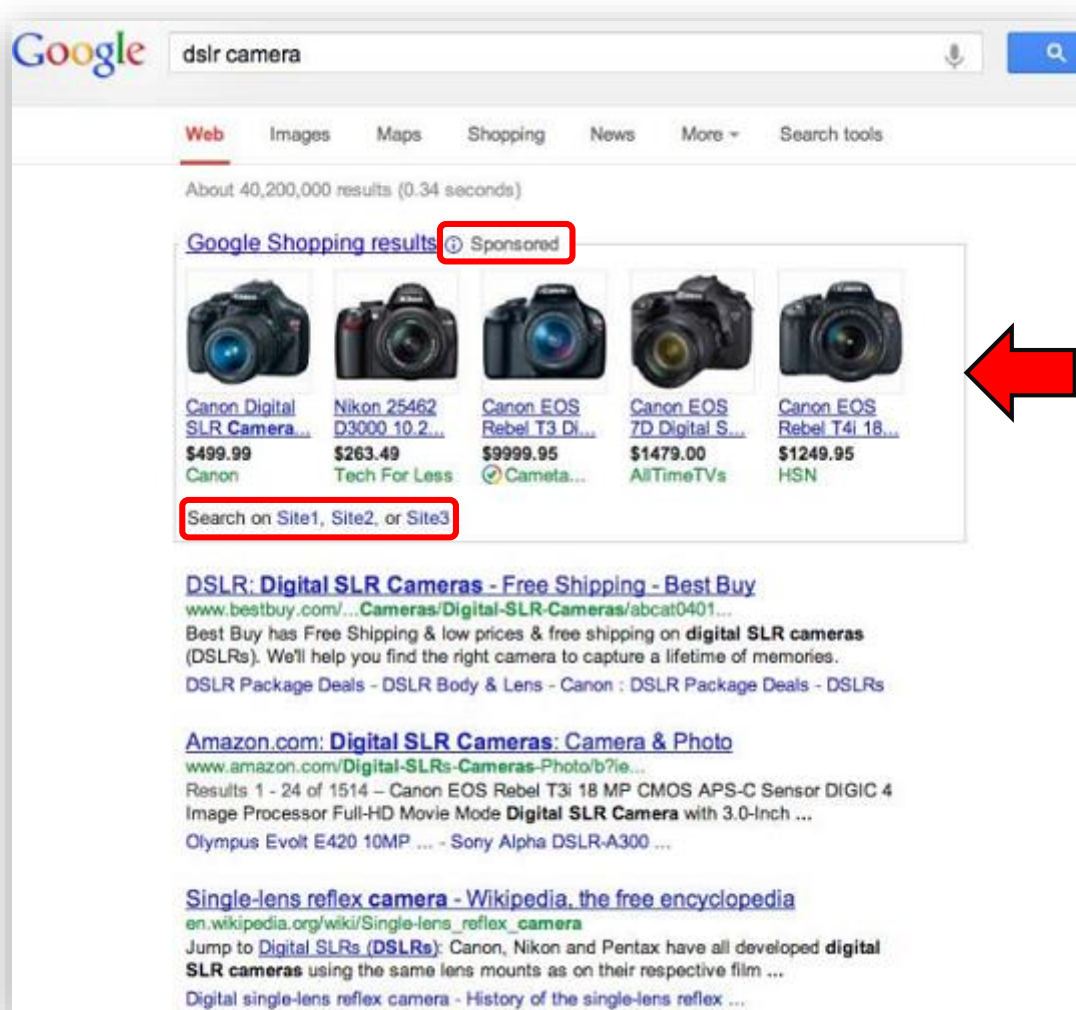 Google dslr camera
Web Images Maps Shopping News More Search tools
About 40,200,000 results (0.34 seconds)
Google Shopping results Sponsored
Canon Digital SLR Camera...
$499.99
Canon
Nikon 25462 D3000 10.2...
$263.49
Tech For Less
Canon EOS Rebel T3 Di...
$9999.95
Cameta...
Canon EOS 7D Digital S...
$1479.00
AllTimeTVs
Canon EOS Rebel T4i 18...
$1249.95
HSN
Search on Site1, Site2, or Site3
DSLR: Digital SLR Cameras - Free Shipping - Best Buy
www.bestbuy.com/...Cameras/Digital-SLR-Cameras/abcat0401...
Best Buy has Free Shipping & low prices & free shipping on digital SLR cameras
(DSLRs). We'll help you find the right camera to capture a lifetime of memories.
DSLR Package Deals - DSLR Body & Lens - Canon : DSLR Package Deals - DSLRs
Amazon.com: Digital SLR Cameras: Camera & Photo
www.amazon.com/Digital-SLRs-Cameras-Photo/b?ie...
Results 1 - 24 of 1514 – Canon EOS Rebel T3i 18 MP CMOS APS-C Sensor DIGIC 4
Image Processor Full-HD Movie Mode Digital SLR Camera with 3.0-Inch ...
Olympus Evolt E420 10MP ... - Sony Alpha DSLR-A300 ...
Single-lens reflex camera - Wikipedia, the free encyclopedia
en.wikipedia.org/wiki/Single-lens_reflex_camera
Jump to Digital SLRs (DSLRs): Canon, Nikon and Pentax have all developed digital
SLR cameras using the same lens mounts as on their respective film ...
Digital single-lens reflex camera - History of the single-lens reflex ...